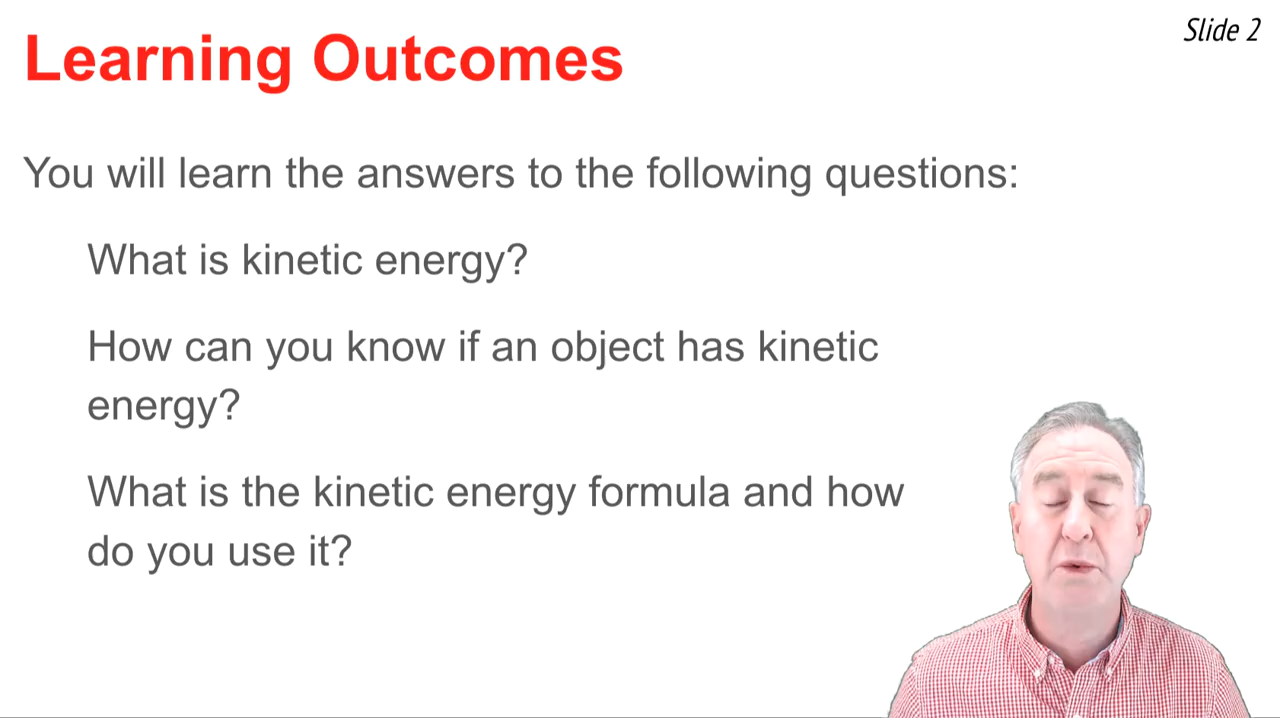 Slide 2
Learning Outcomes
You will learn the answers to the following questions:
What is kinetic energy?
How can you know if an object has kinetic
energy?
What is the kinetic energy formula and how
do you use it?